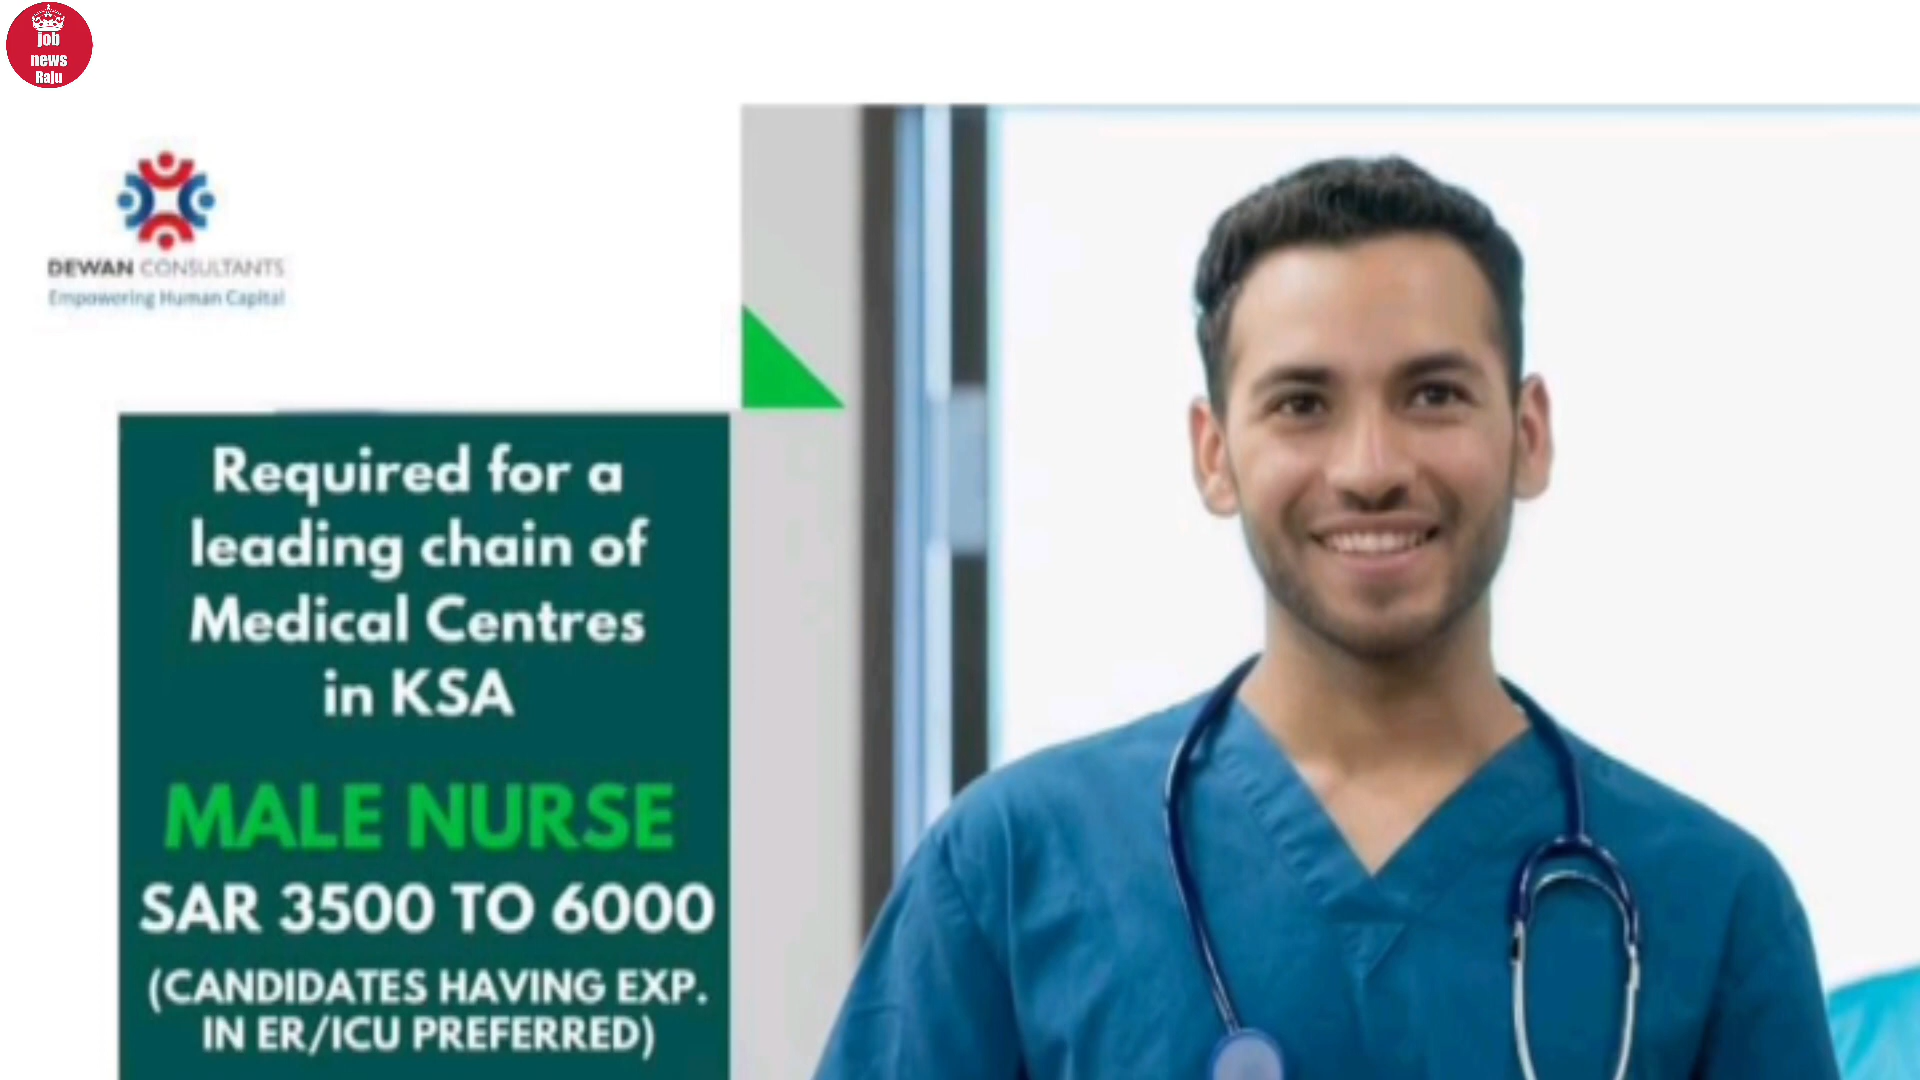 job
news
Raju
DEWAN CONSULTANTS
Empowering Human Capital
Required for a
leading chain of
Medical Centres
in KSA
MALE NURSE
SAR 3500 TO 6000
(CANDIDATES HAVING EXP.
IN ER/ICU PREFERRED)